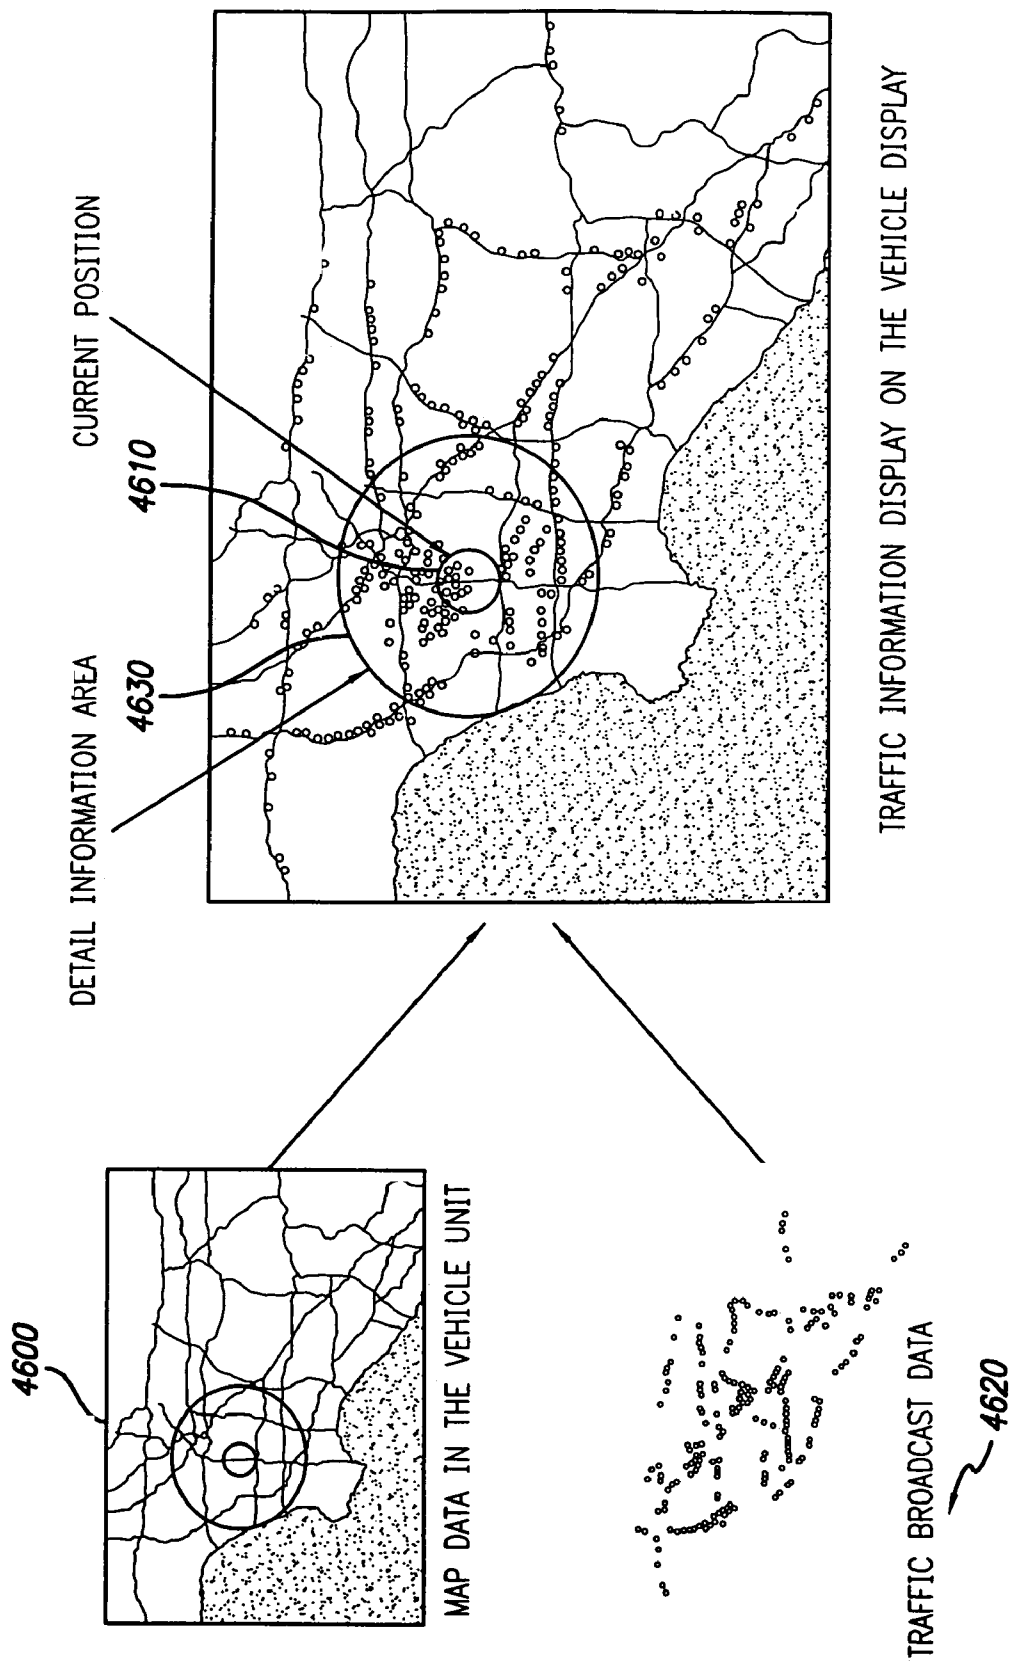 4600
MAP DATA IN THE VEHICLE UNIT
TRAFFIC BROADCAST DATA
4620
DETAIL INFORMATION AREA
4630
4610
CURRENT POSITION
TRAFFIC INFORMATION DISPLAY ON THE VEHICLE DISPLAY